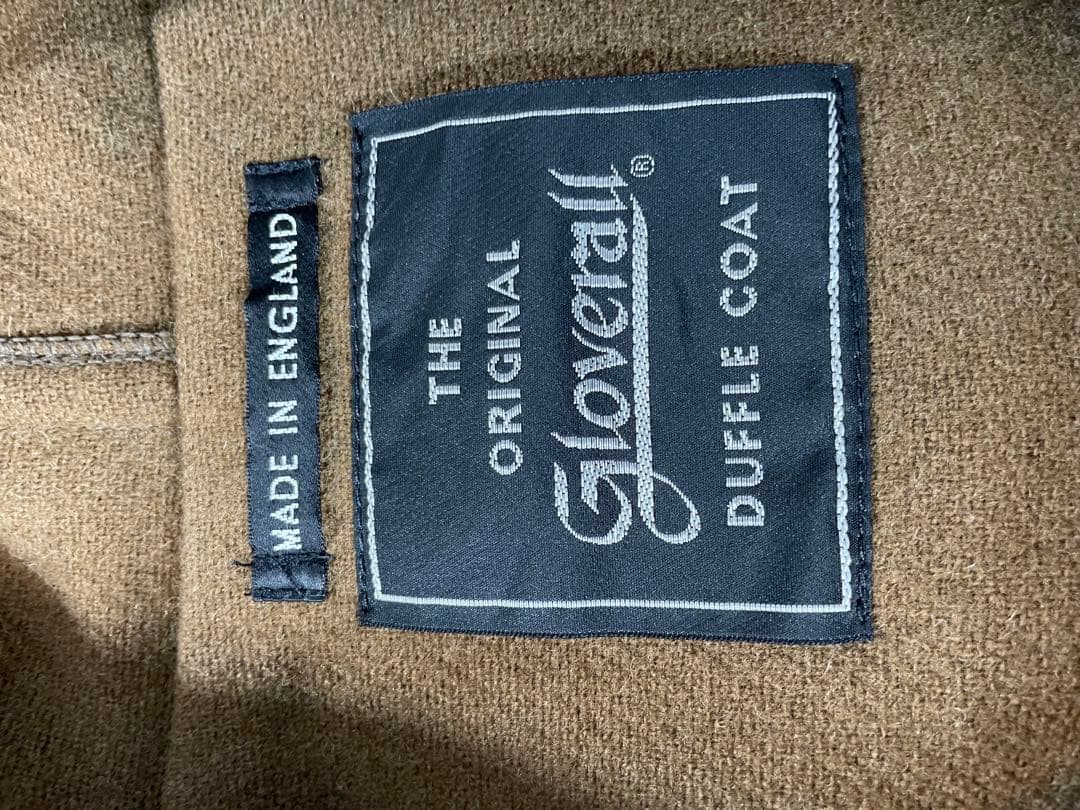 MADE IN ENGLAND
THE
ORIGINAL
Gloverall®
DUFFLE COAT